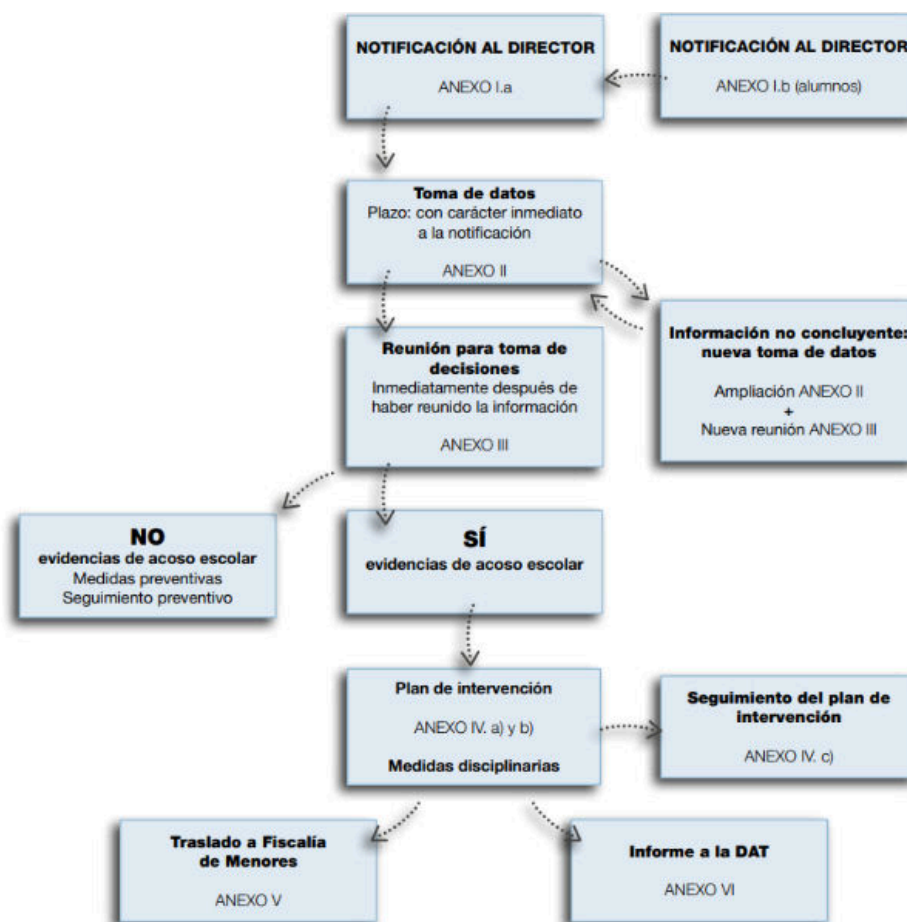 NOTIFICACIÓN AL DIRECTOR
ANEXO I.a
NOTIFICACIÓN AL DIRECTOR
ANEXO I.b (alumnos)
Toma de datos
Plazo: con carácter inmediato
a la notificación
ANEXO II
Información no concluyente:
nueva toma de datos
Ampliación ANEXO II
+
Nueva reunión ANEXO III
Reunión para toma de
decisiones
Inmediatamente después de
haber reunido la información
ANEXO III
NO
evidencias de acoso escolar
Medidas preventivas
Seguimiento preventivo
SÍ
evidencias de acoso escolar
Plan de intervención
ANEXO IV. a) y b)
Medidas disciplinarias
Seguimiento del plan de
intervención
ANEXO IV. c)
Traslado a Fiscalía
de Menores
ANEXO V
Informe a la DAT
ANEXO VI